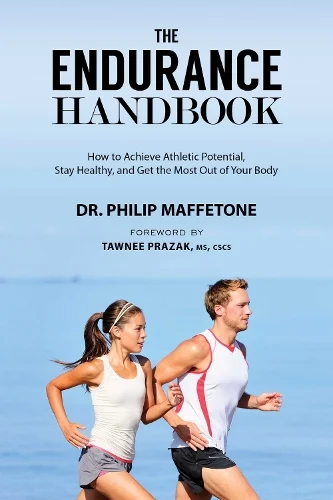 THE
ENDURANCE
HANDBOOK
How to Achieve Athletic Potential,
Stay Healthy, and Get the Most Out of Your Body
DR. PHILIP MAFFETONE
FOREWORD BY
TAWNEE PRAZAK, MS, CSCS